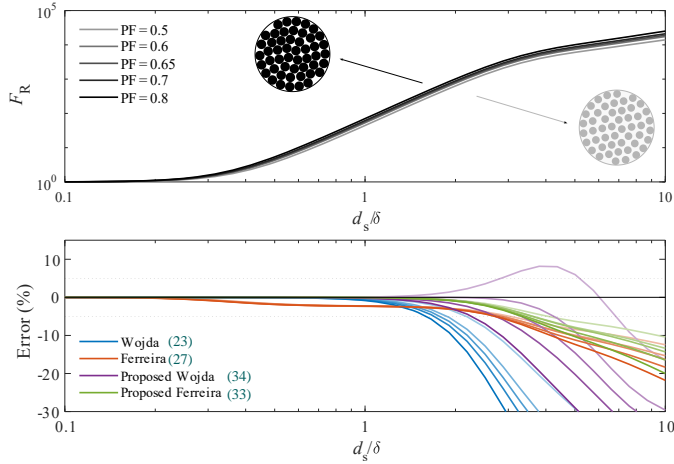 10^5
PF = 0.5
PF = 0.6
PF = 0.65
PF = 0.7
PF = 0.8
F_R
10^0
0.1
1
10
d_s/δ
10
0
-10
-20
-30
Error (%)
Wojda (23)
Ferreira (27)
Proposed Wojda (34)
Proposed Ferreira (33)
0.1
1
10
d_s/δ